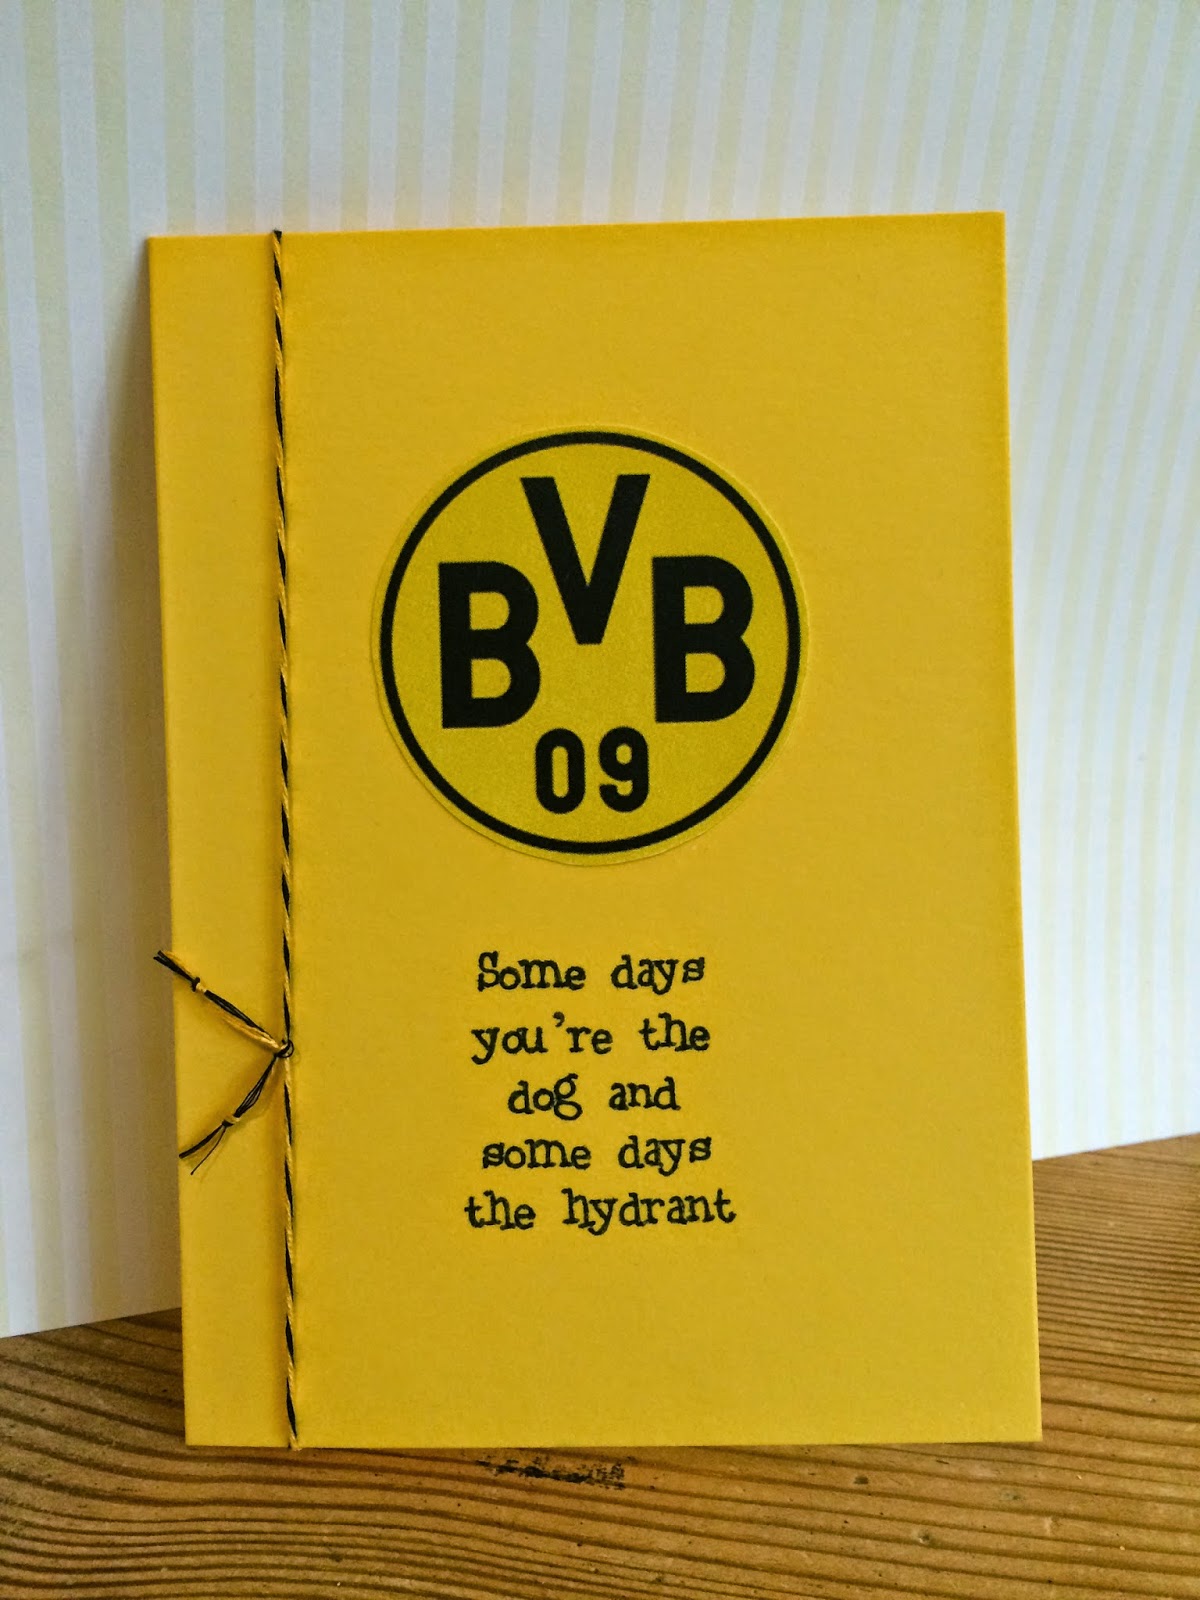 BVB
09
Some days
you're the
dog and
some days
the hydrant